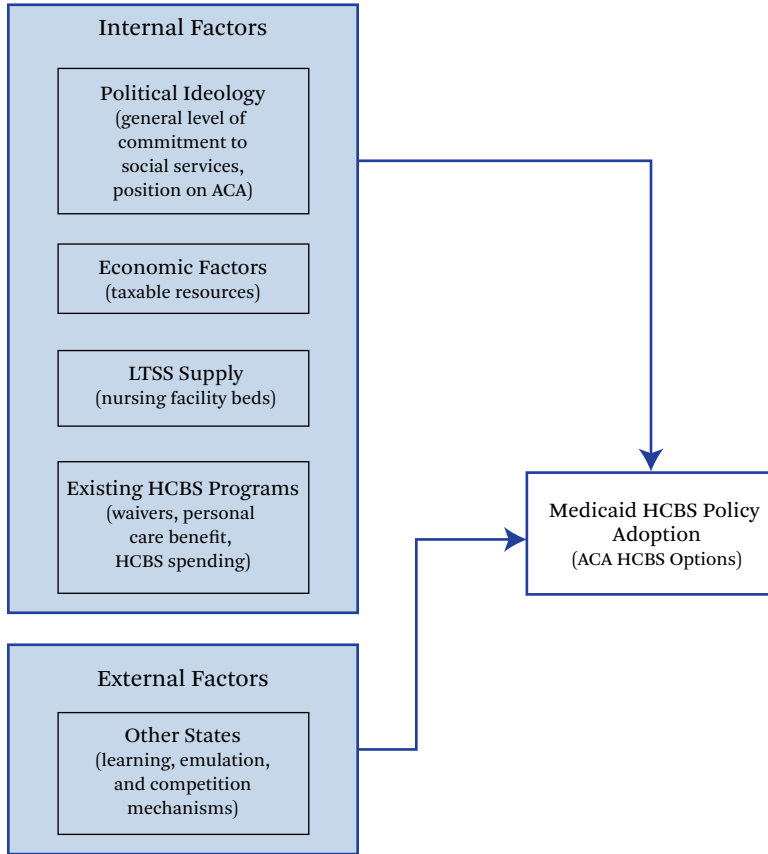 Internal Factors
Political Ideology
(general level of
commitment to
social services,
position on ACA)
Economic Factors
(taxable resources)
LTSS Supply
(nursing facility beds)
Existing HCBS Programs
(waivers, personal
care benefit,
HCBS spending)
Medicaid HCBS Policy
Adoption
(ACA HCBS Options)
External Factors
Other States
(learning, emulation,
and competition
mechanisms)